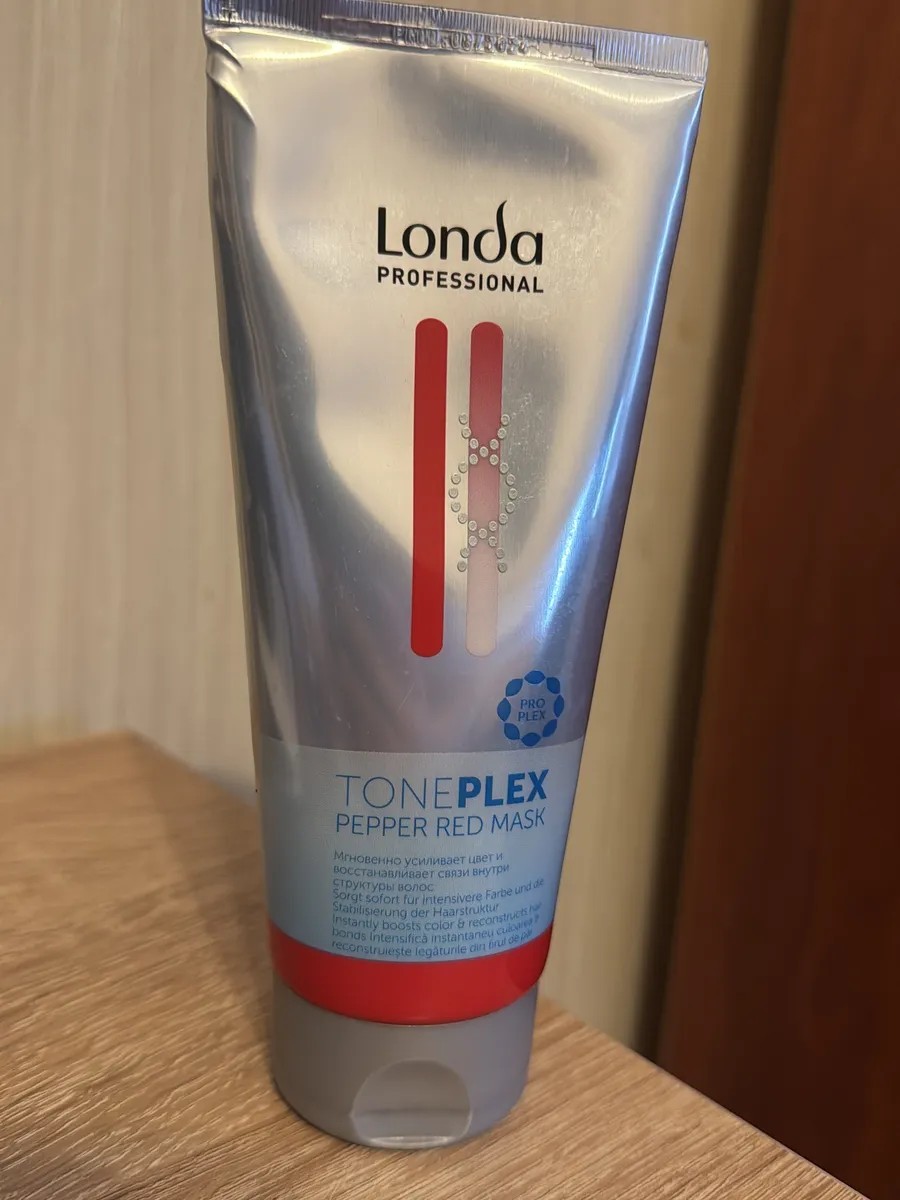 Londa
PROFESSIONAL
PRO
PLEX
TONEPLEX
PEPPER RED MASK
Мгновенно усиливает цвет и
восстанавливает связи внутри
структуры волос
Sorgt sofort für intensivere Farbe und die
Stabilisierung der Haarstruktur
Instantly boosts color & reconstructs hair
bonds Intensifică instantaneu culoarea și
reconstruiește legăturile din firul de păr